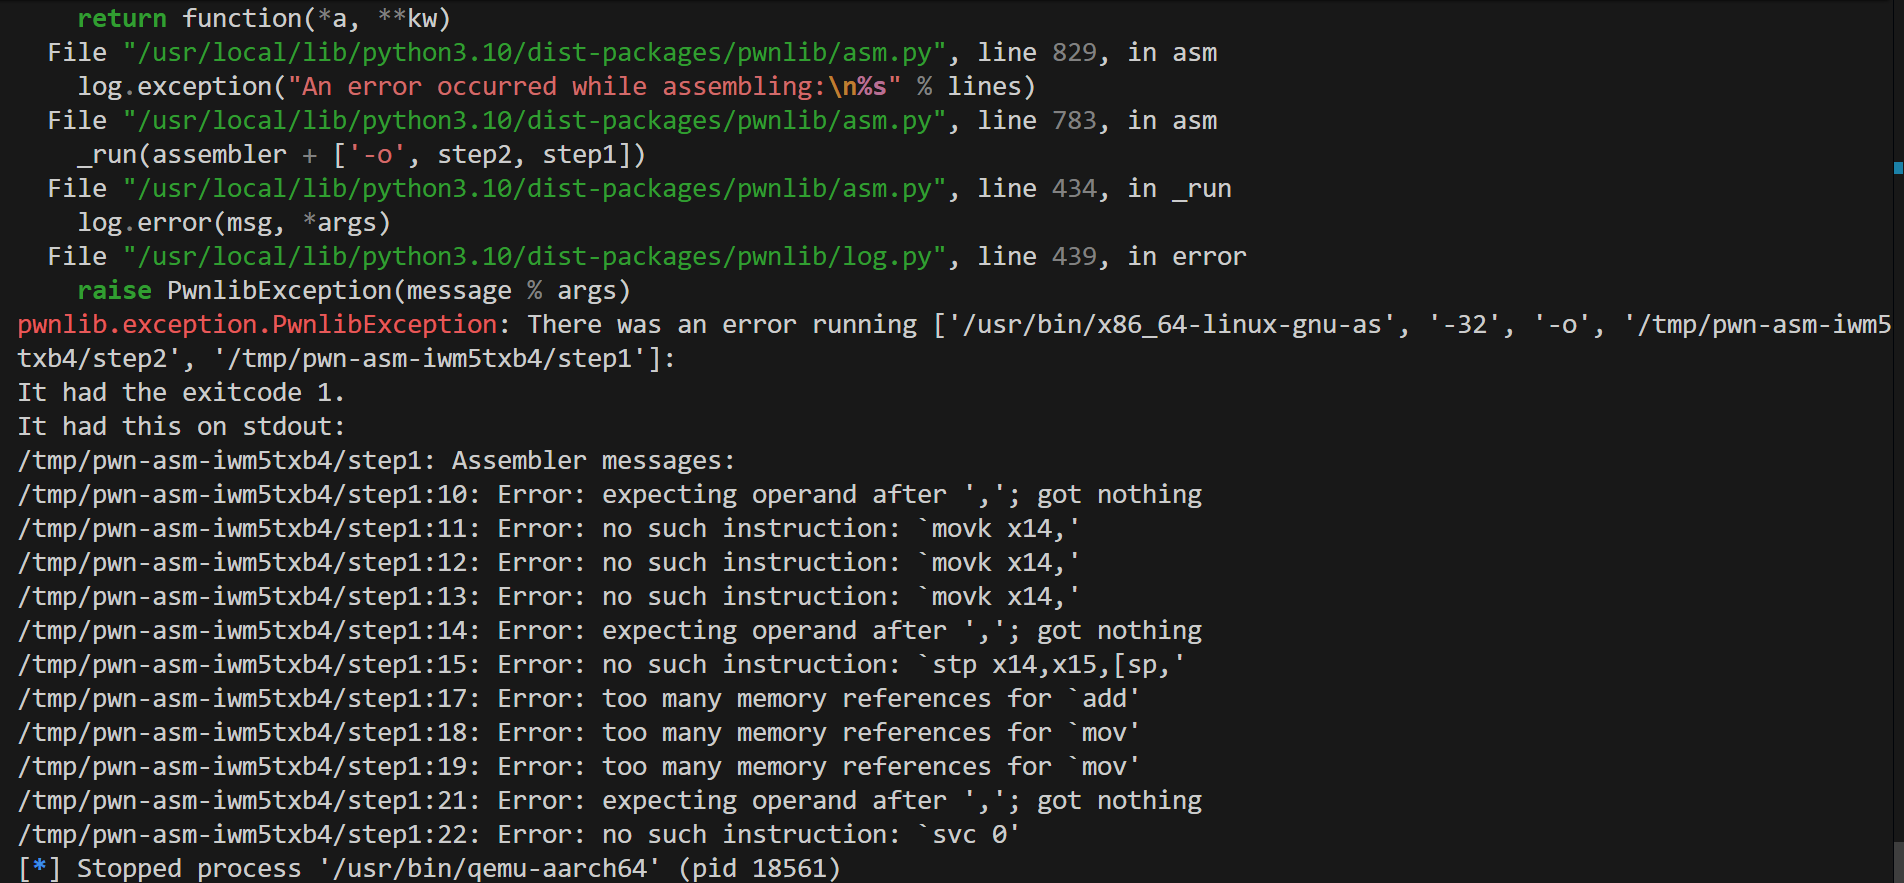 return function(*a, **kw)
File "/usr/local/lib/python3.10/dist-packages/pwnlib/asm.py", line 829, in asm
log.exception("An error occurred while assembling:\n%s" % lines)
File "/usr/local/lib/python3.10/dist-packages/pwnlib/asm.py", line 783, in asm
_run(assembler + ['-o', step2, step1])
File "/usr/local/lib/python3.10/dist-packages/pwnlib/asm.py", line 434, in _run
log.error(msg, *args)
File "/usr/local/lib/python3.10/dist-packages/pwnlib/log.py", line 439, in error
raise PwnlibException(message % args)
pwnlib.exception.PwnlibException: There was an error running ['/usr/bin/x86_64-linux-gnu-as', '-32', '-o', '/tmp/pwn-asm-iwm5
txb4/step2', '/tmp/pwn-asm-iwm5txb4/step1']:
It had the exitcode 1.
It had this on stdout:
/tmp/pwn-asm-iwm5txb4/step1: Assembler messages:
/tmp/pwn-asm-iwm5txb4/step1:10: Error: expecting operand after ','; got nothing
/tmp/pwn-asm-iwm5txb4/step1:11: Error: no such instruction: `movk x14,'
/tmp/pwn-asm-iwm5txb4/step1:12: Error: no such instruction: `movk x14,'
/tmp/pwn-asm-iwm5txb4/step1:13: Error: no such instruction: `movk x14,'
/tmp/pwn-asm-iwm5txb4/step1:14: Error: expecting operand after ','; got nothing
/tmp/pwn-asm-iwm5txb4/step1:15: Error: no such instruction: `stp x14,x15,[sp,'
/tmp/pwn-asm-iwm5txb4/step1:17: Error: too many memory references for `add'
/tmp/pwn-asm-iwm5txb4/step1:18: Error: too many memory references for `mov'
/tmp/pwn-asm-iwm5txb4/step1:19: Error: too many memory references for `mov'
/tmp/pwn-asm-iwm5txb4/step1:21: Error: expecting operand after ','; got nothing
/tmp/pwn-asm-iwm5txb4/step1:22: Error: no such instruction: `svc 0'
[*] Stopped process '/usr/bin/qemu-aarch64' (pid 18561)